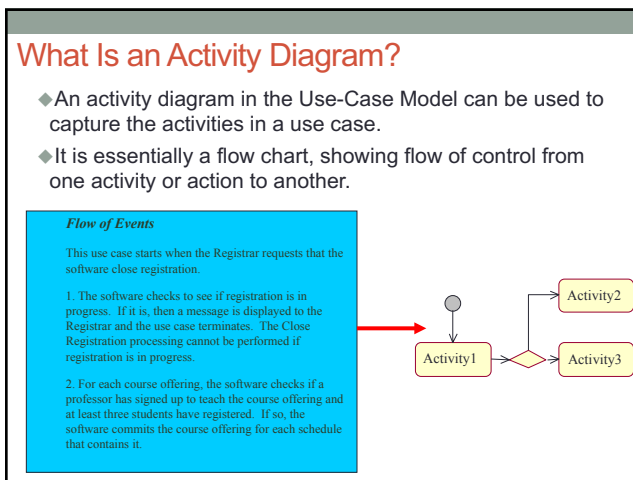 What Is an Activity Diagram?
◆An activity diagram in the Use-Case Model can be used to
capture the activities in a use case.
◆It is essentially a flow chart, showing flow of control from
one activity or action to another.
Flow of Events
This use case starts when the Registrar requests that the
software close registration.
1. The software checks to see if registration is in
progress. If it is, then a message is displayed to the
Registrar and the use case terminates. The Close
Registration processing cannot be performed if
registration is in progress.
2. For each course offering, the software checks if a
professor has signed up to teach the course offering and
at least three students have registered. If so, the
software commits the course offering for each schedule
that contains it.
Activity1
Activity2
Activity3